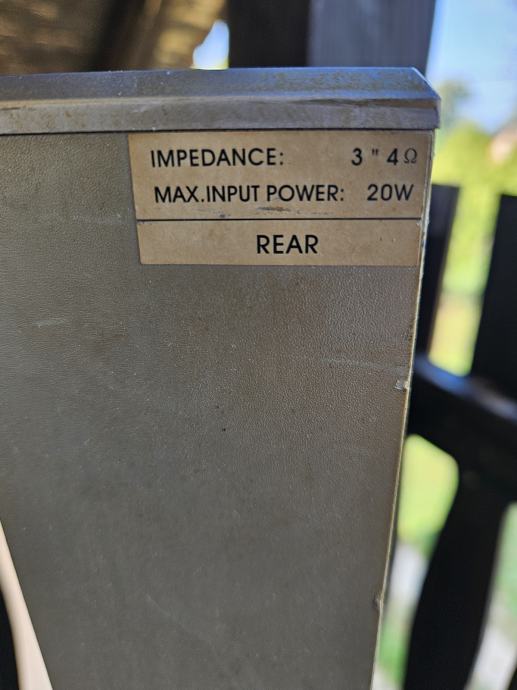 IMPEDANCE: 3 " 4Ω
MAX.INPUT POWER: 20W
REAR